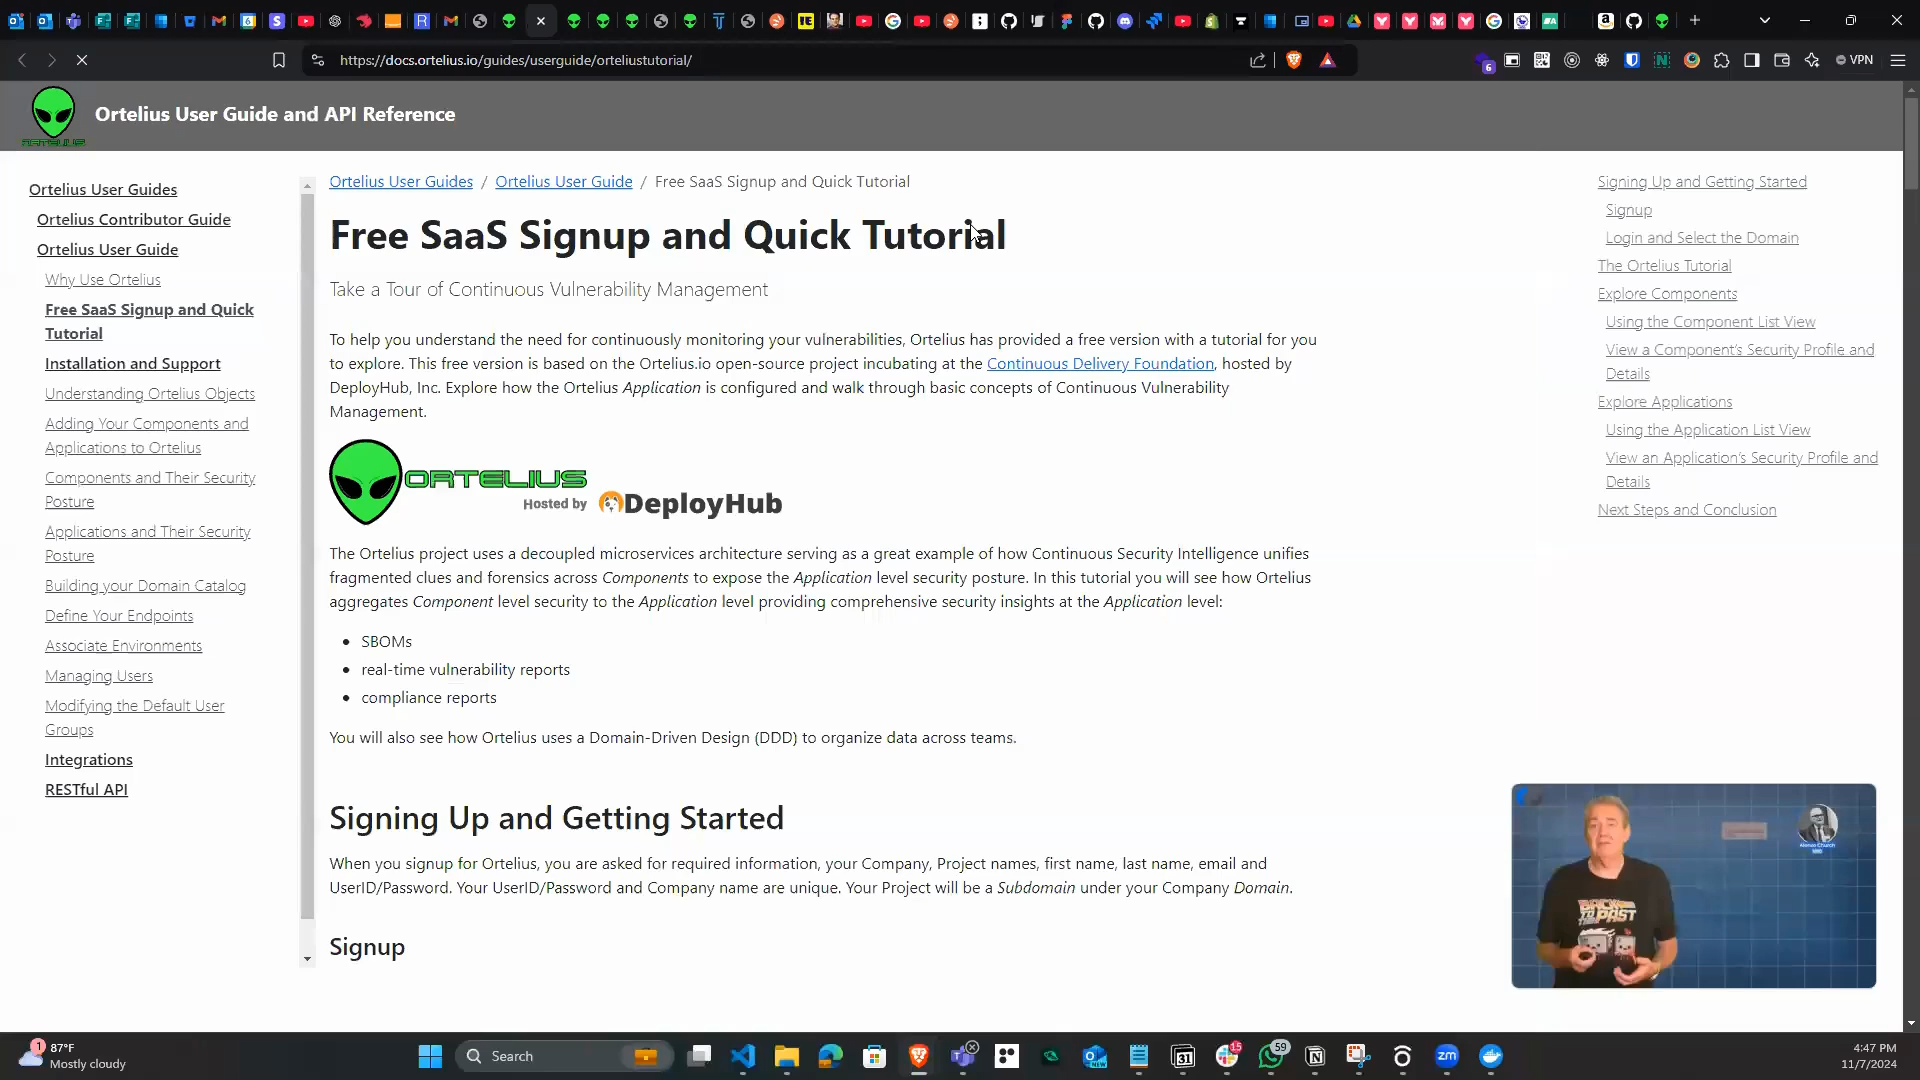 https://docs.ortelius.io/guides/userguide/orteliustutorial/
6
VPN
ORTELIUS
Ortelius User Guide and API Reference
Ortelius User Guides
Ortelius Contributor Guide
Ortelius User Guide
Why Use Ortelius
Free SaaS Signup and Quick
Tutorial
Installation and Support
Understanding Ortelius Objects
Adding Your Components and
Applications to Ortelius
Components and Their Security
Posture
Applications and Their Security
Posture
Building your Domain Catalog
Define Your Endpoints
Associate Environments
Managing Users
Modifying the Default User
Groups
Integrations
RESTful API
Ortelius User Guides / Ortelius User Guide / Free SaaS Signup and Quick Tutorial
Free SaaS Signup and Quick Tutorial
Take a Tour of Continuous Vulnerability Management
To help you understand the need for continuously monitoring your vulnerabilities, Ortelius has provided a free version with a tutorial for you
to explore. This free version is based on the Ortelius.io open-source project incubating at the Continuous Delivery Foundation, hosted by
DeployHub, Inc. Explore how the Ortelius Application is configured and walk through basic concepts of Continuous Vulnerability
Management.
ORTELIUS
Hosted by DeployHub
The Ortelius project uses a decoupled microservices architecture serving as a great example of how Continuous Security Intelligence unifies
fragmented clues and forensics across Components to expose the Application level security posture. In this tutorial you will see how Ortelius
aggregates Component level security to the Application level providing comprehensive security insights at the Application level:
• SBOMs
• real-time vulnerability reports
• compliance reports
You will also see how Ortelius uses a Domain-Driven Design (DDD) to organize data across teams.
Signing Up and Getting Started
When you signup for Ortelius, you are asked for required information, your Company, Project names, first name, last name, email and
UserID/Password. Your UserID/Password and Company name are unique. Your Project will be a Subdomain under your Company Domain.
Signup
Signing Up and Getting Started
Signup
Login and Select the Domain
The Ortelius Tutorial
Explore Components
Using the Component List View
View a Component's Security Profile and
Details
Explore Applications
Using the Application List View
View an Application's Security Profile and
Details
Next Steps and Conclusion
BACK
TO THE
PAST
1
87°F
Mostly cloudy
Search
NEW
31
15
59
zm
4:47 PM
11/7/2024